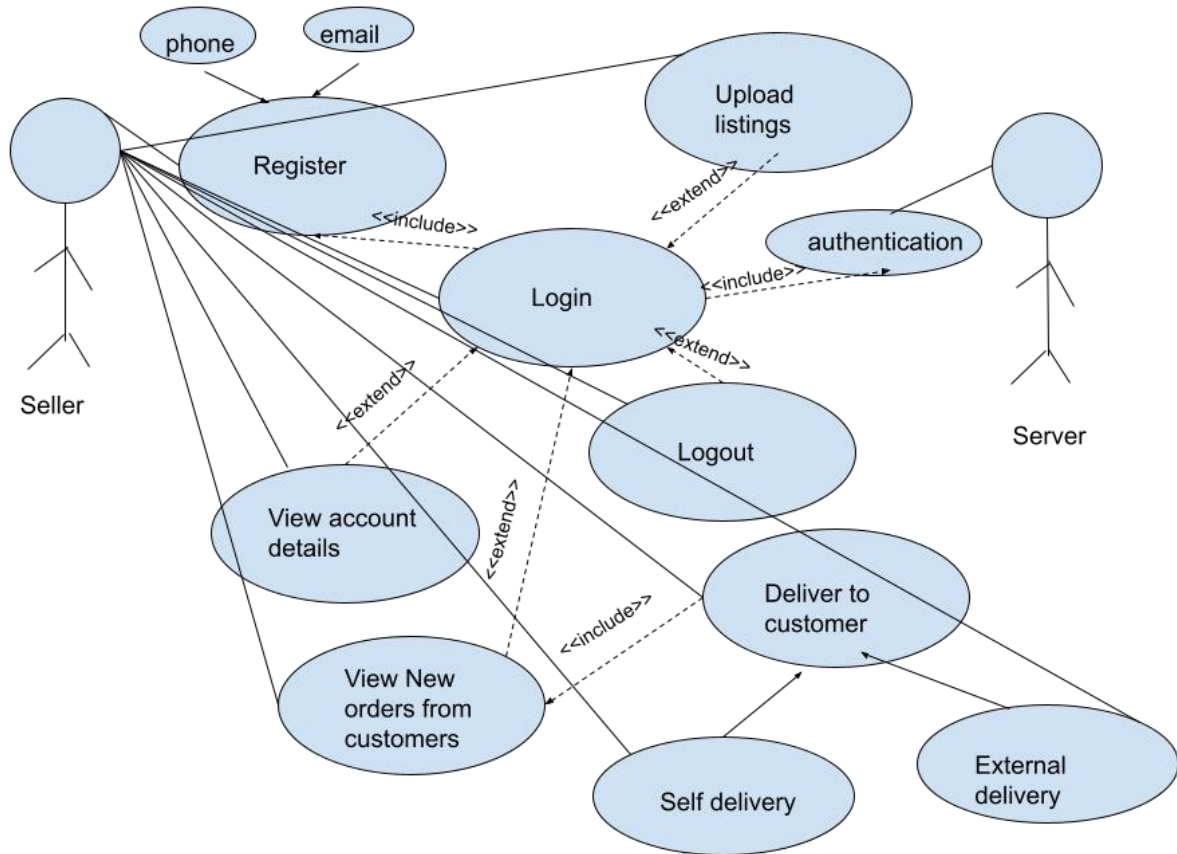 phone
email
Upload
listings
Register
<<extend>>
<<include>>
authentication
<<include>>
Login
<<extend>>
Seller
<<extend>>
Server
Logout
View account
details
<<extend>>
Deliver to
customer
<<include>>
View New
orders from
customers
External
delivery
Self delivery